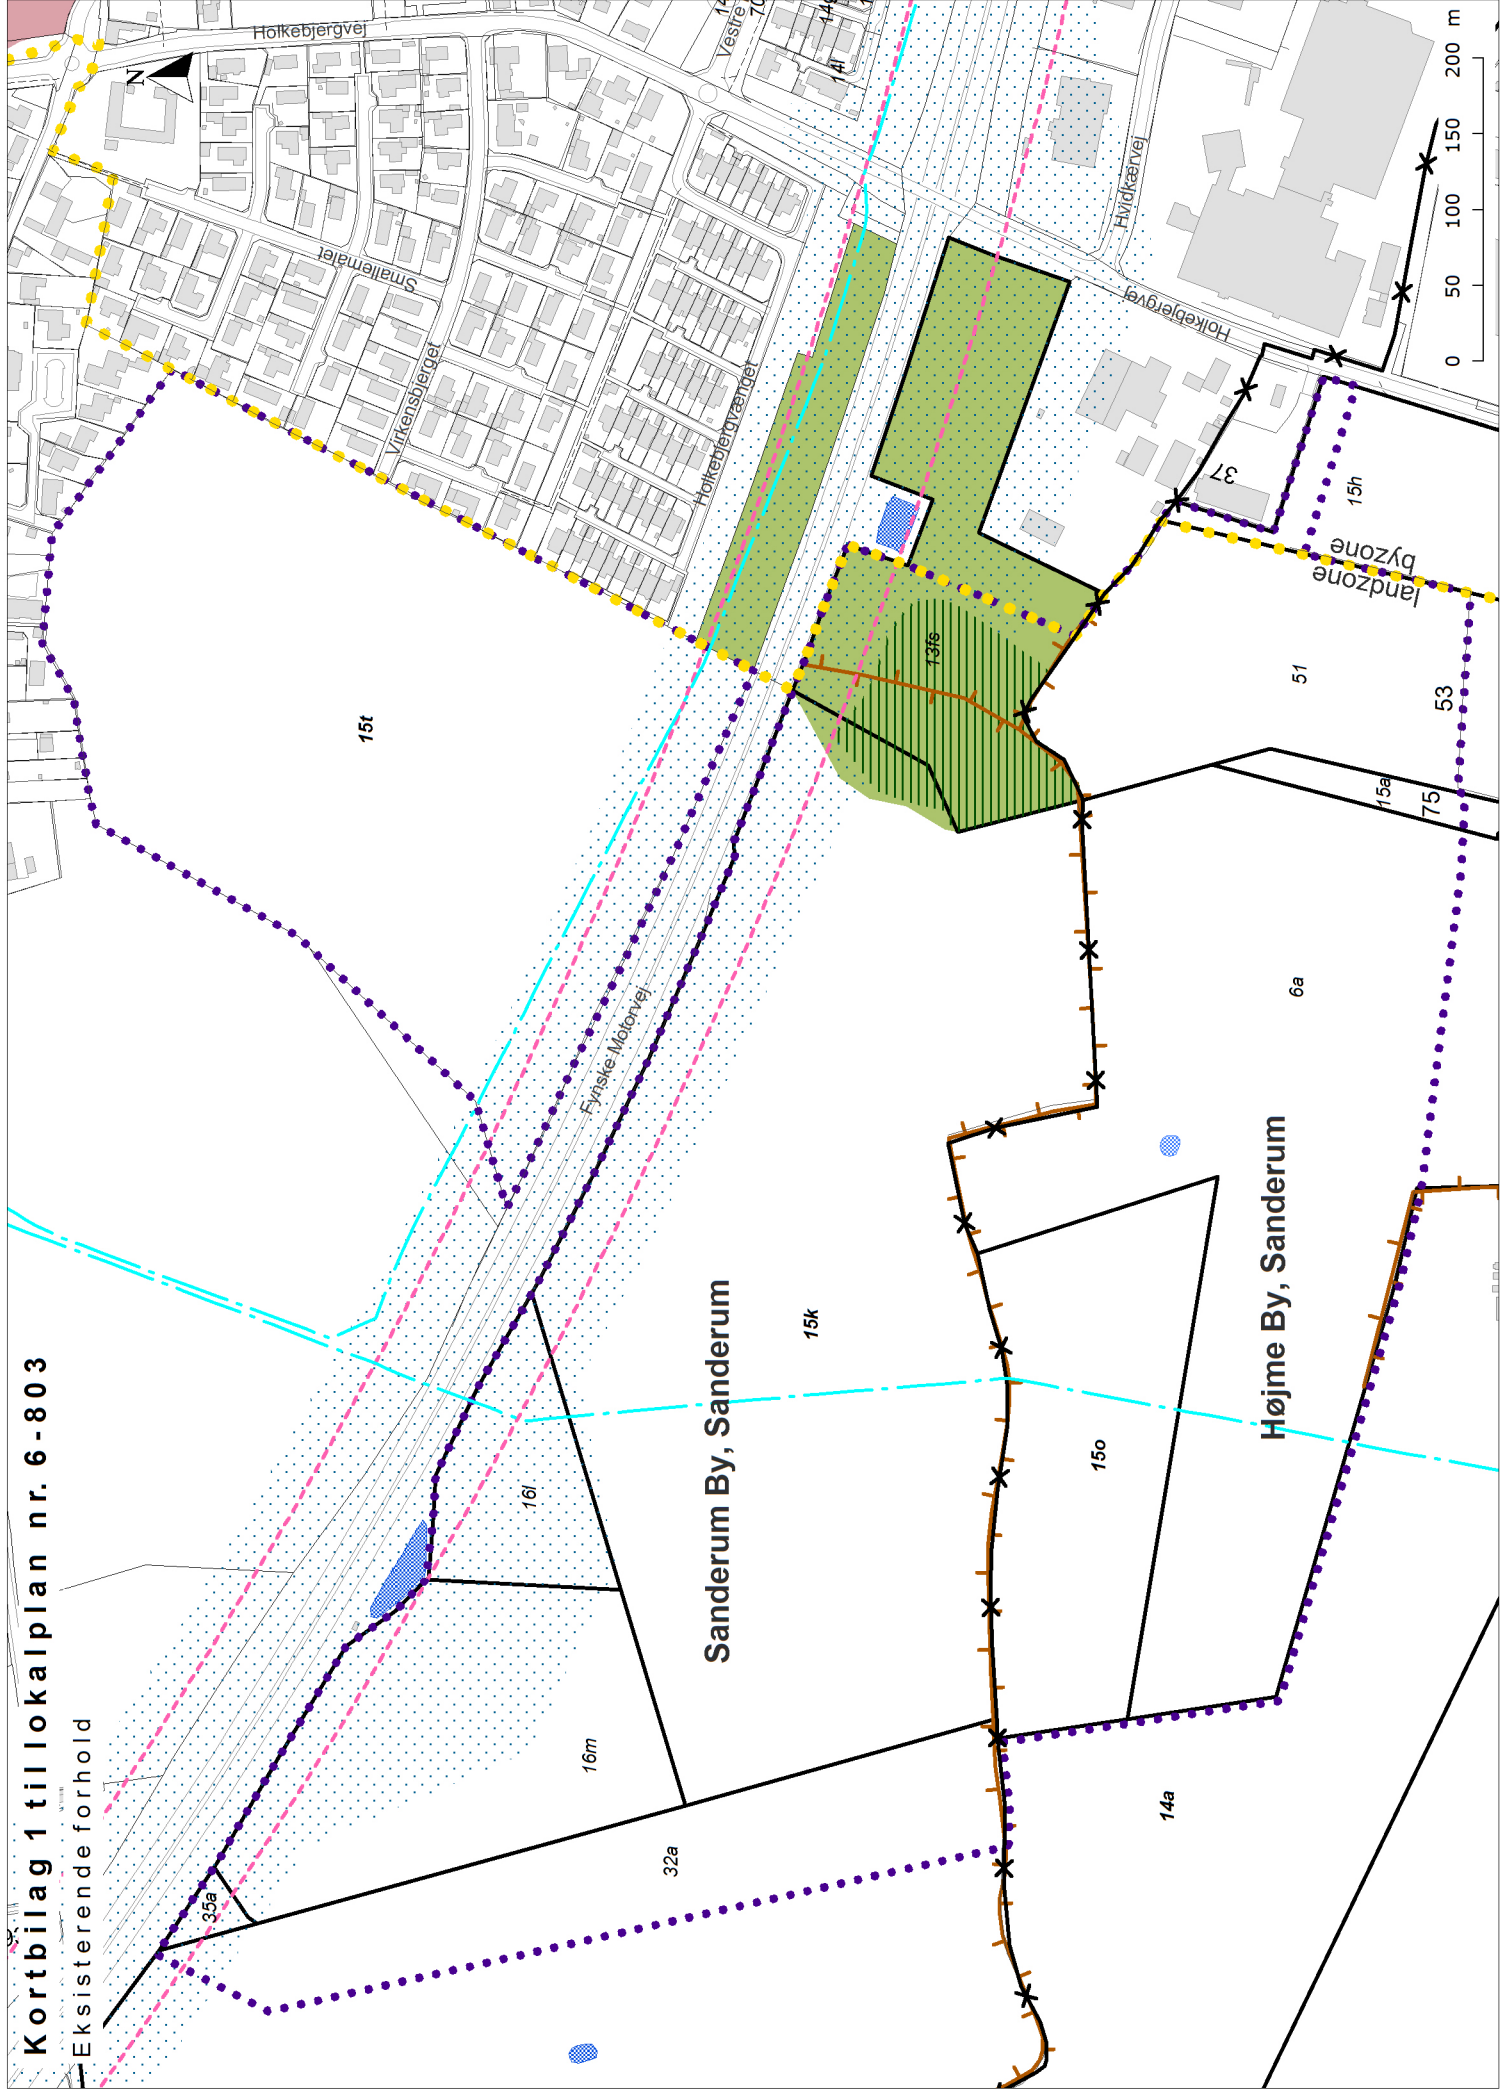 Kortbilag 1 til lokalplan nr. 6-803
Eksisterende forhold
N
Holkebjergvej
Vestre
14l
Smallemålet
Virkensbjerget
Holkebjergvænget
15t
Fynske Motorvej
Hvidkærvej
Holkebjergvej
13fs
37
15h
byzone
landzone
51
53
15a
75
6a
35a
32a
16m
16l
Sanderum By, Sanderum
15k
15o
Højme By, Sanderum
14a
0 50 100 150 200 m